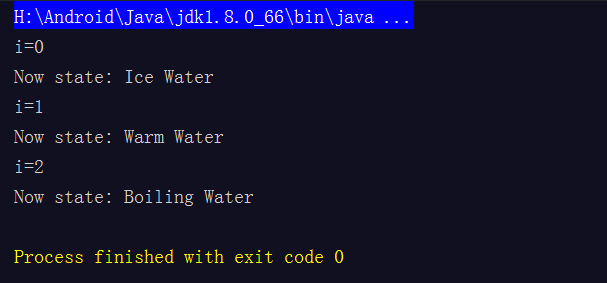 H:\Android\Java\jdk1.8.0_66\bin\java ...
i=0
Now state: Ice Water
i=1
Now state: Warm Water
i=2
Now state: Boiling Water
Process finished with exit code 0